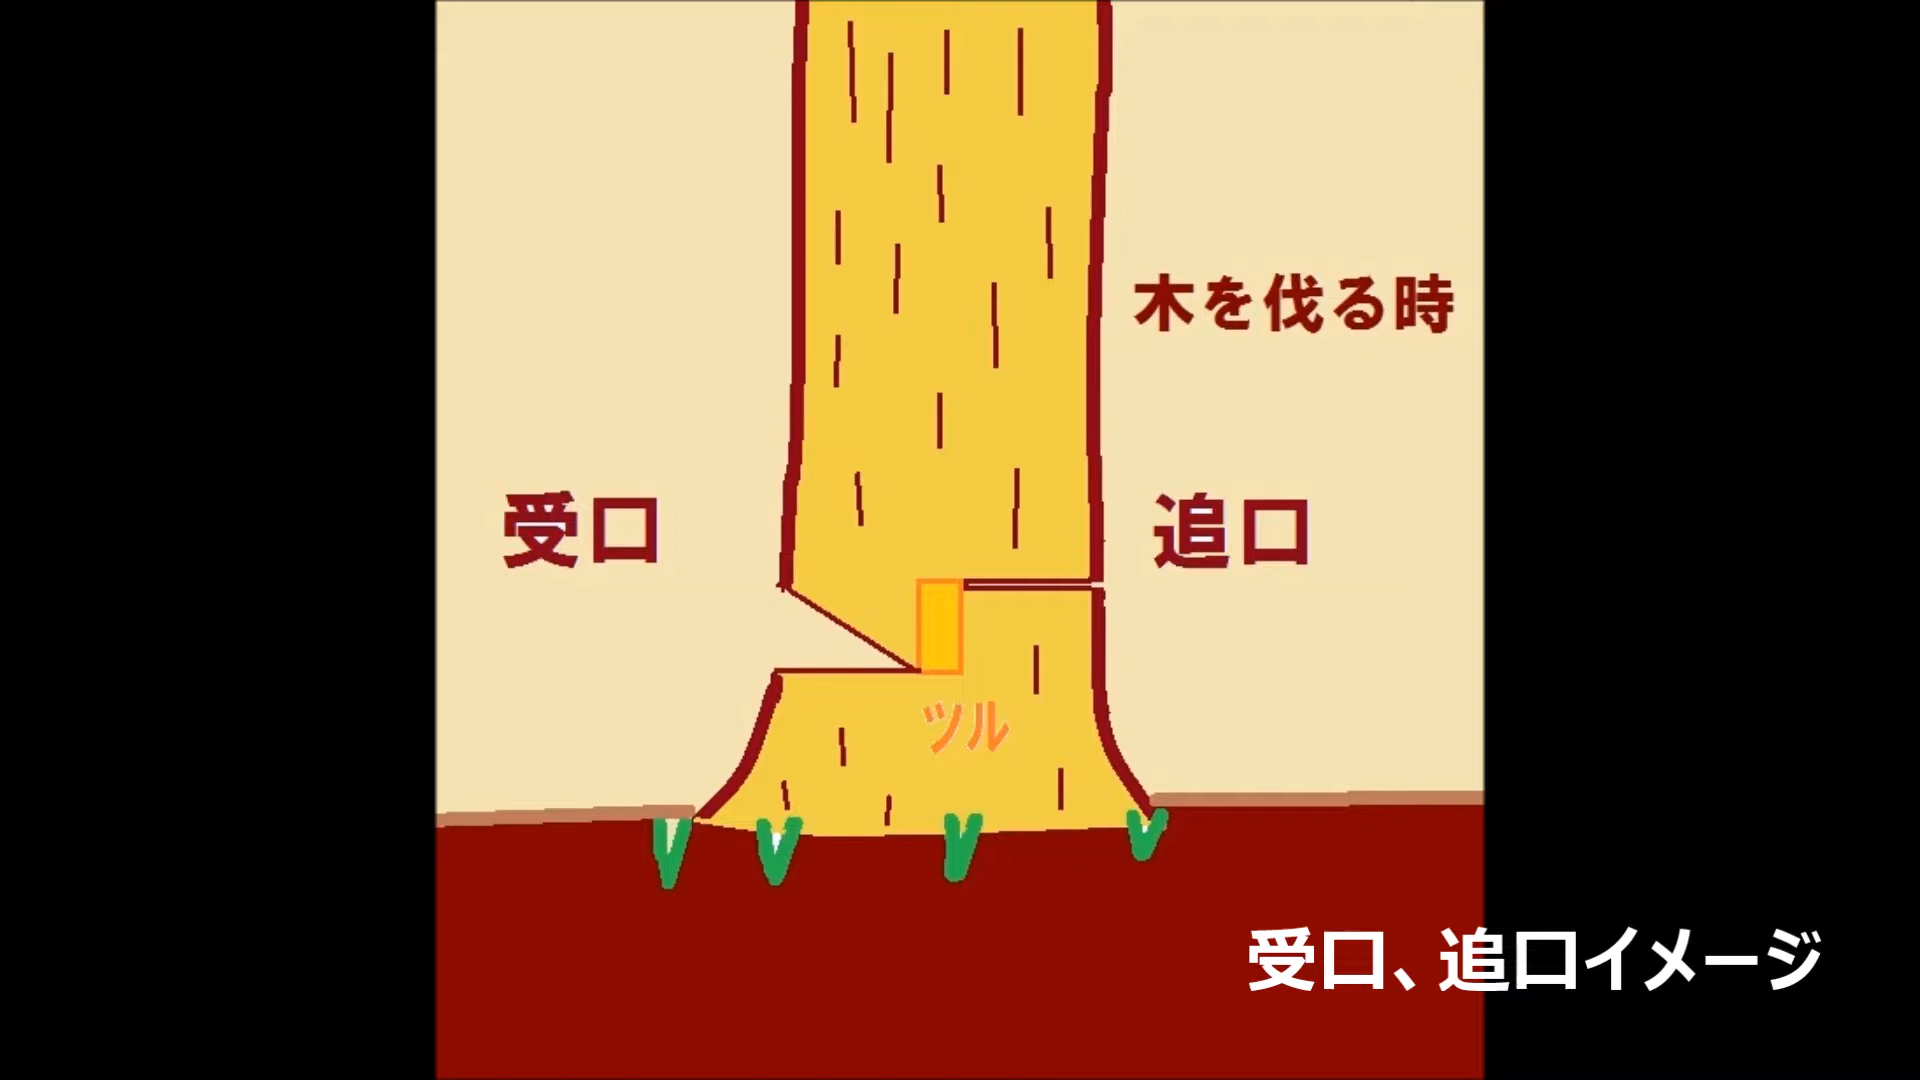 木を伐る時
受口
追口
ツル
受口、追口イメージ